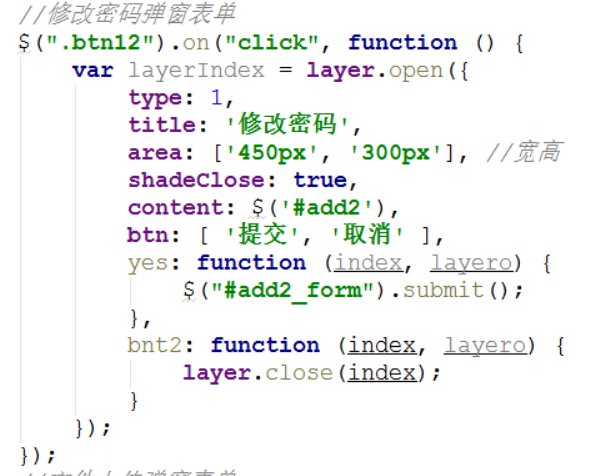 //修改密码弹窗表单
$(".btn12").on("click", function () {
    var layerIndex = layer.open({
        type: 1,
        title: '修改密码',
        area: ['450px', '300px'], //宽高
        shadeClose: true,
        content: $('#add2'),
        btn: [ '提交', '取消' ],
        yes: function (index, layero) {
            $("#add2_form").submit();
        },
        bnt2: function (index, layero) {
            layer.close(index);
        }
    });
});